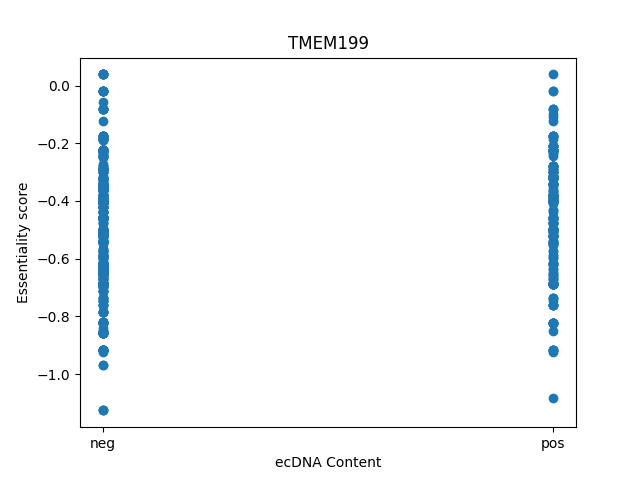 TMEM199
Essentiality score
0.0
−0.2
−0.4
−0.6
−0.8
−1.0
neg
pos
ecDNA Content